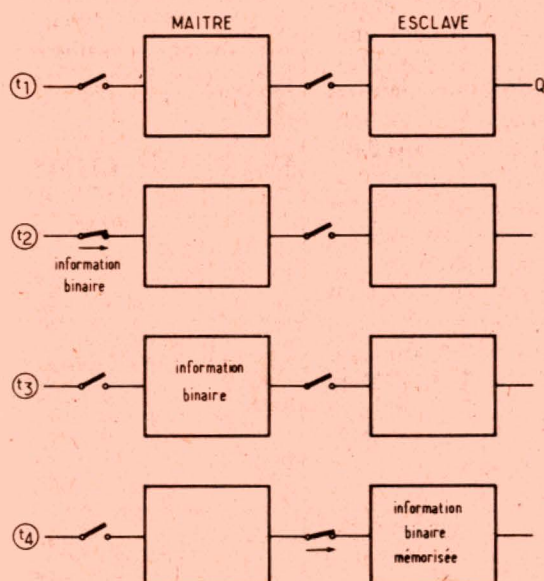 MAITRE ESCLAVE
t1 Q
t2
information
binaire
t3 information
binaire
t4 information
binaire
mémorisée